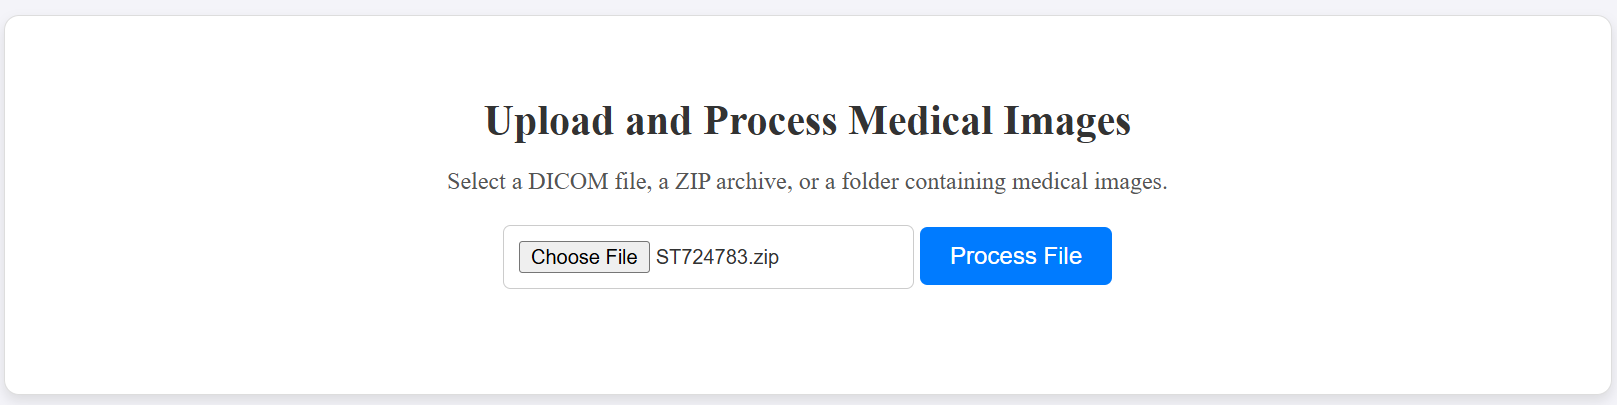 Upload and Process Medical Images
Select a DICOM file, a ZIP archive, or a folder containing medical images.
Choose File ST724783.zip Process File